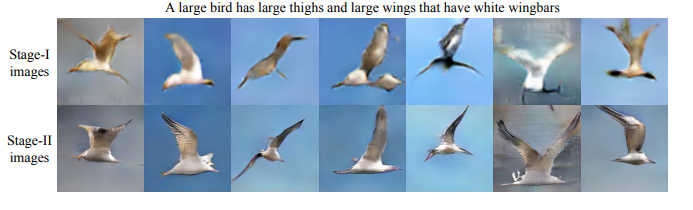 A large bird has large thighs and large wings that have white wingbars
Stage-I
images
Stage-II
images